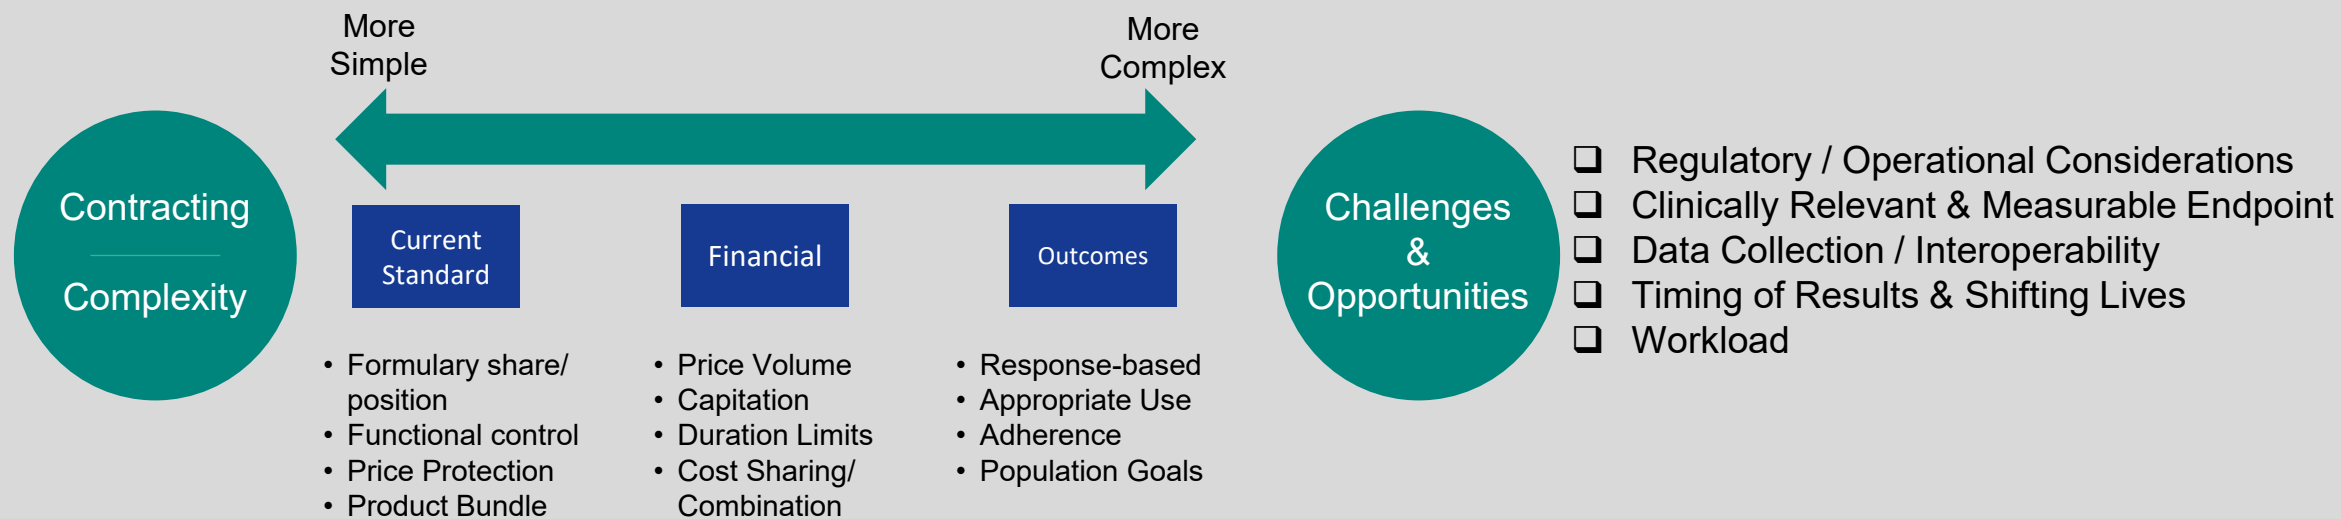 More
Simple
More
Complex
Contracting
Complexity
Current
Standard
Financial
Outcomes
• Formulary share/
position
• Functional control
• Price Protection
• Product Bundle
• Price Volume
• Capitation
• Duration Limits
• Cost Sharing/
Combination
• Response-based
• Appropriate Use
• Adherence
• Population Goals
Challenges
&
Opportunities
❑ Regulatory / Operational Considerations
❑ Clinically Relevant & Measurable Endpoint
❑ Data Collection / Interoperability
❑ Timing of Results & Shifting Lives
❑ Workload